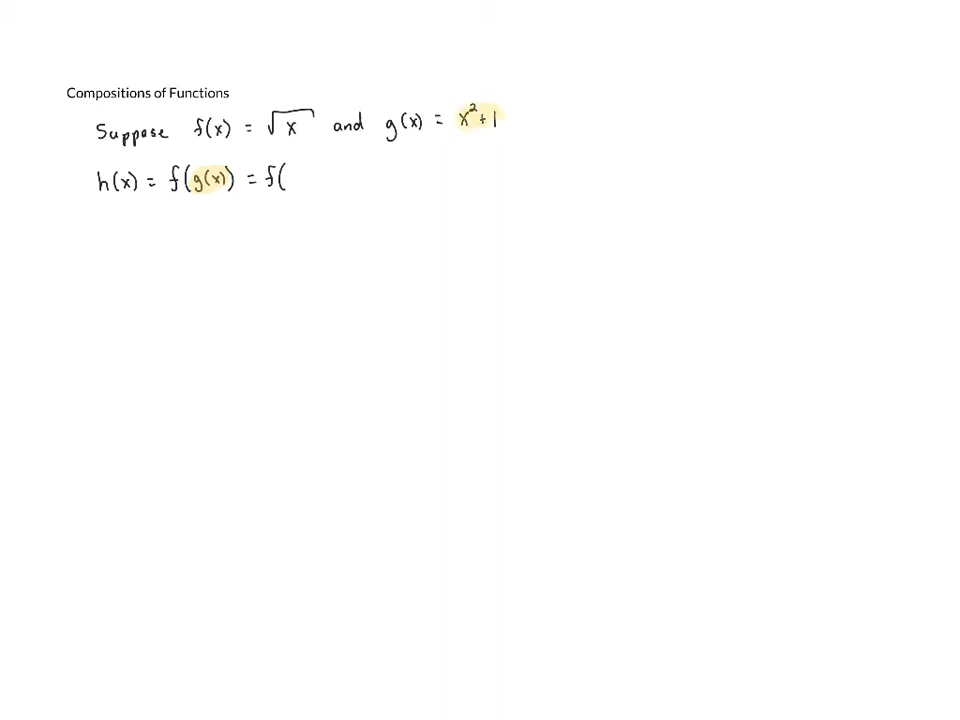 Compositions of Functions
Suppose f(x) = √x and g(x) = x² + 1
h(x) = f(g(x)) = f(